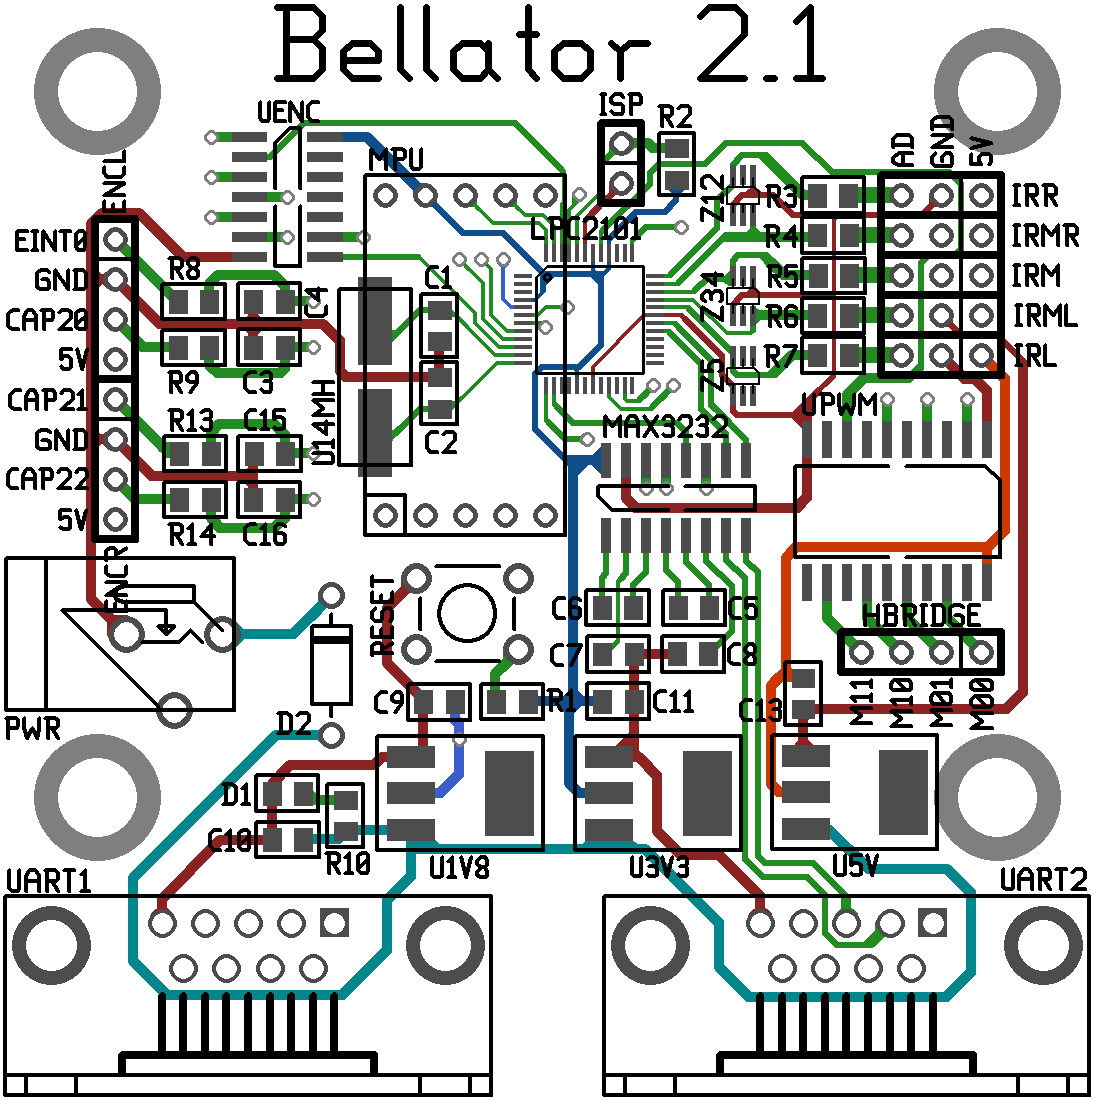 Bellator 2.1
ISP
UENC
R2
MPU
ENCL
AD
GND
5V
Z12
R3
IRR
EINT0
LPC2101
R4
IRMR
GND
R8
C1
C4
Z34
R5
IRM
CAP20
R6
IRML
5V
R9
C3
Z5
R7
IRL
CAP21
UPWM
R13
C15
U14MH
C2
MAX3232
GND
CAP22
5V
R14
C16
ENCR
RESET
C6
C5
HBRIDGE
C7
C8
PWR
D2
C9
R1
C11
C13
M11
M10
M01
M00
D1
C10
R10
U1V8
U3V3
U5V
UART1
UART2